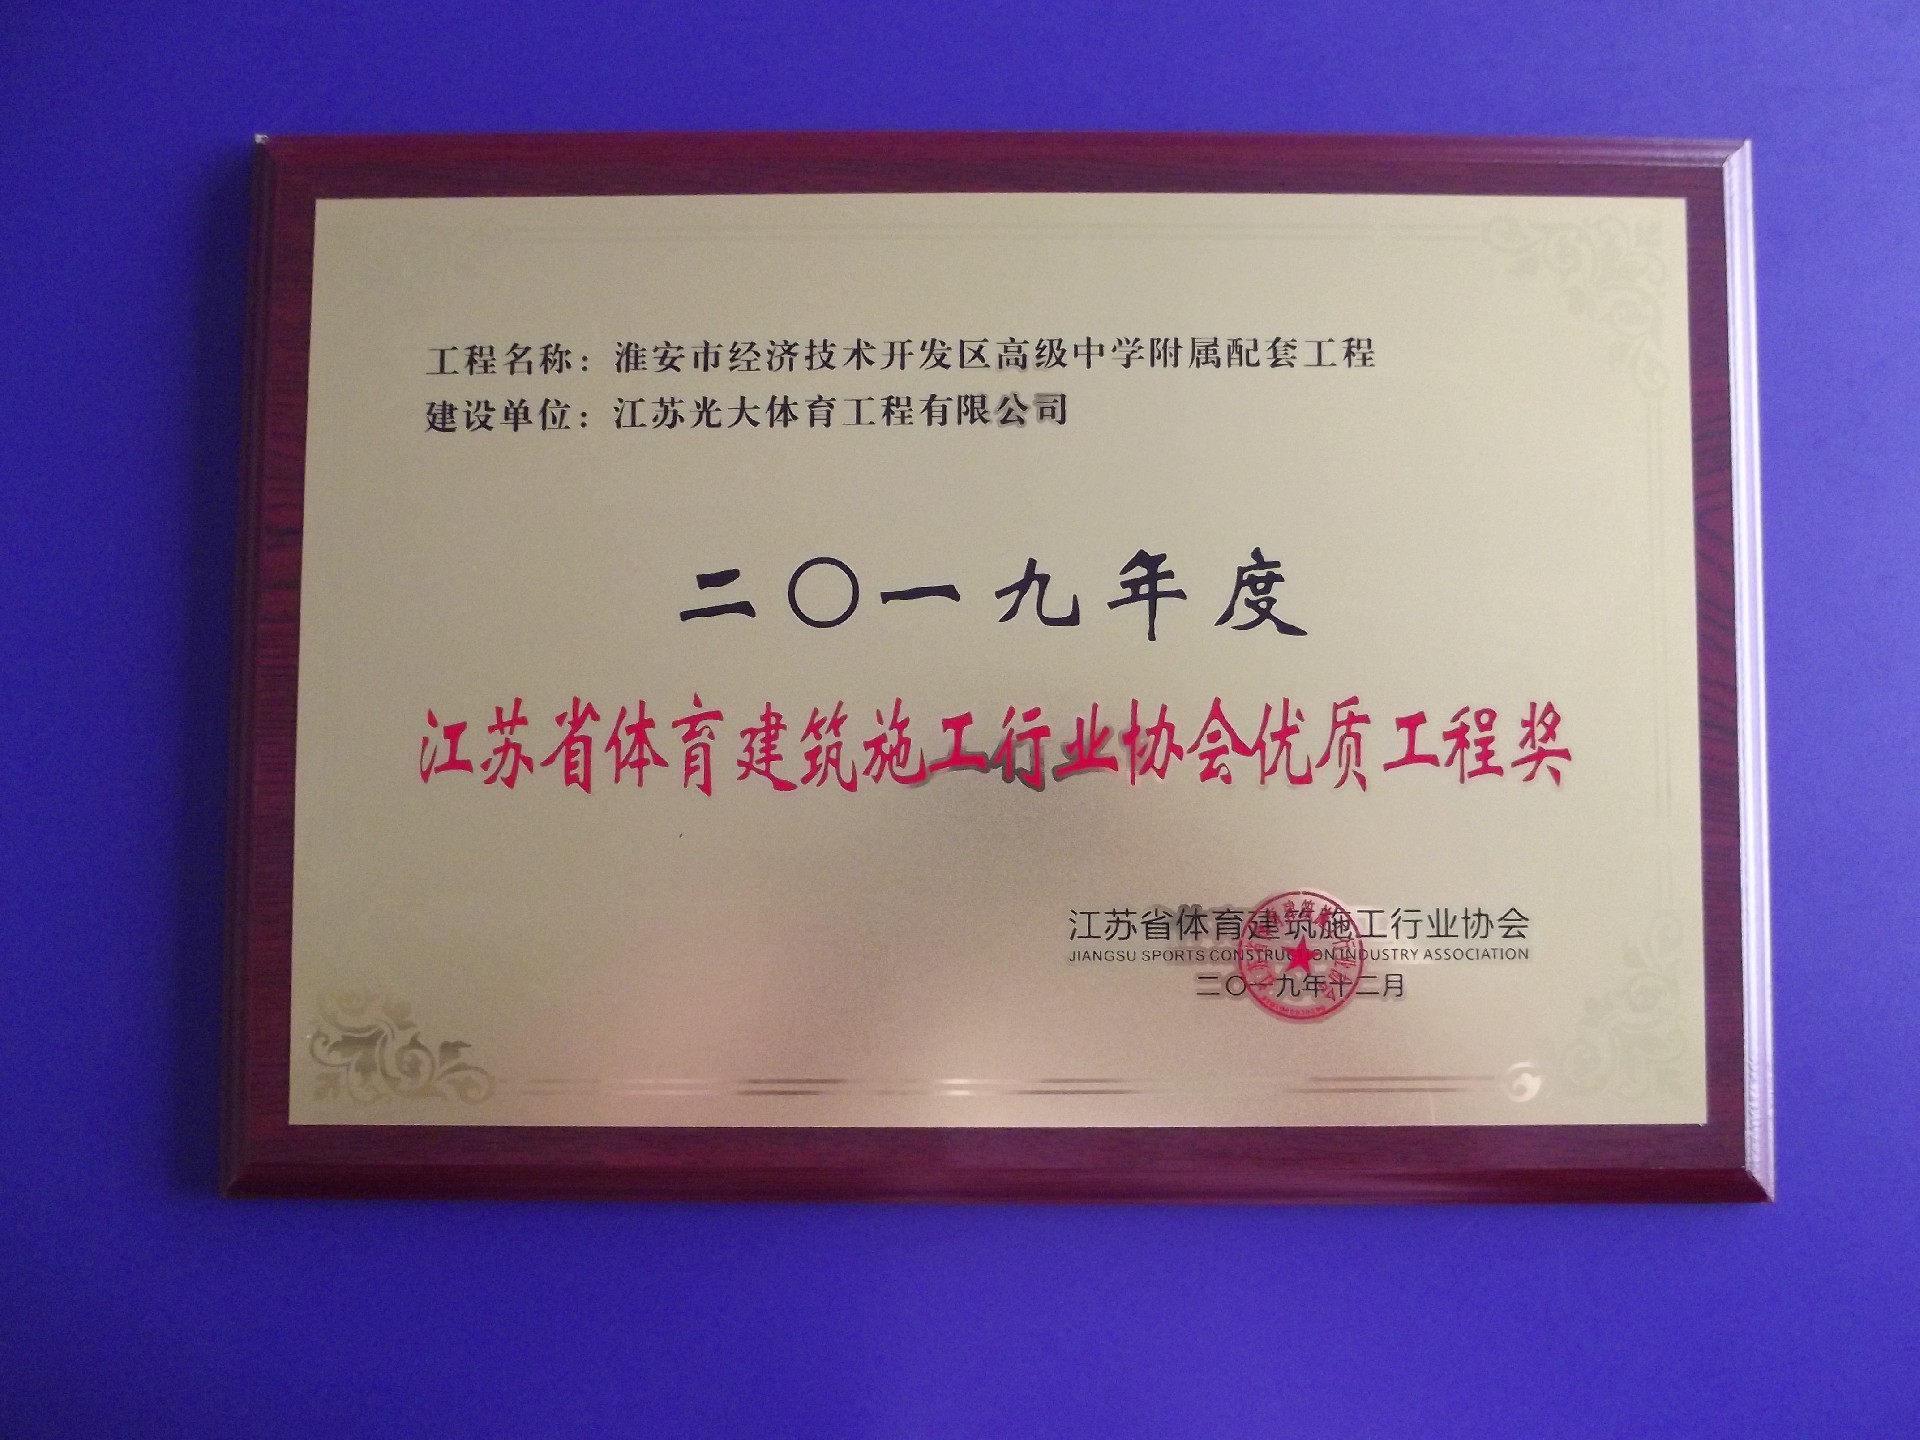 工程名称：淮安市经济技术开发区高级中学附属配套工程
建设单位：江苏光大体育工程有限公司
二〇一九年度
江苏省体育建筑施工行业协会优质工程奖
江苏省体育建筑施工行业协会
JIANGSU SPORTS CONSTRUCTION INDUSTRY ASSOCIATION
二〇一九年十二月